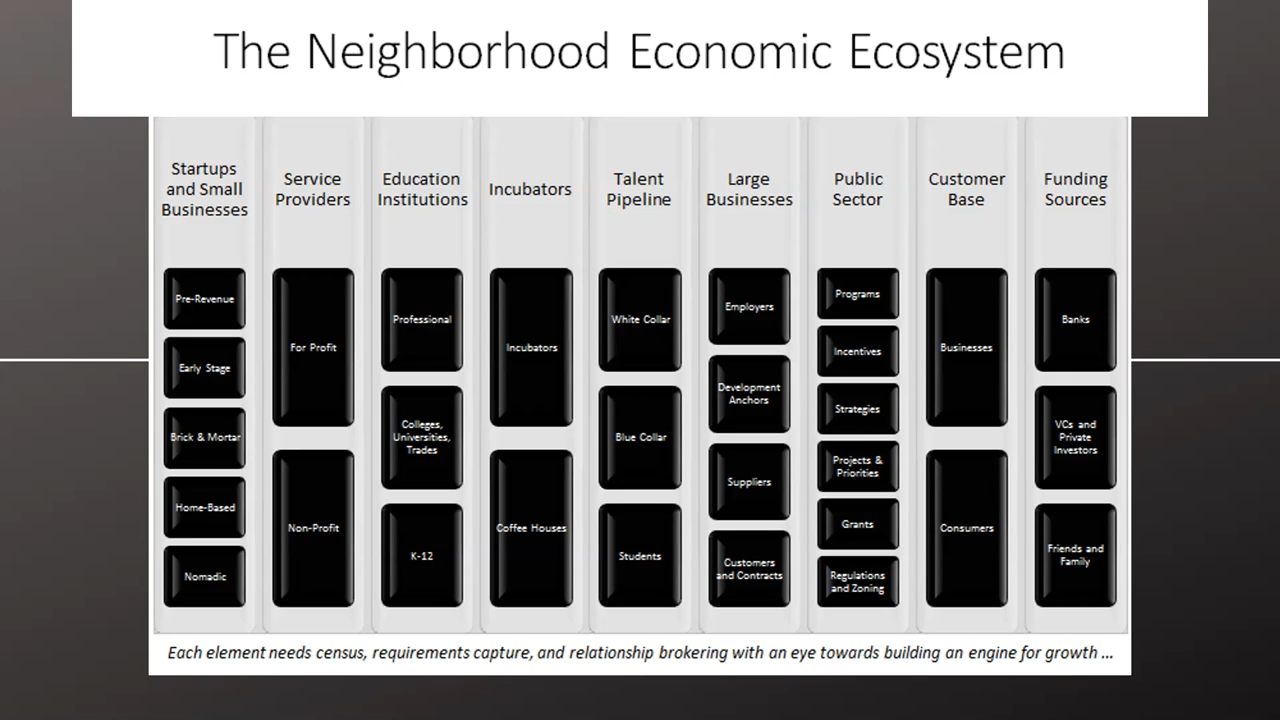 The Neighborhood Economic Ecosystem
Startups
and Small
Businesses
Pre-Revenue
Early Stage
Brick & Mortar
Home-Based
Nomadic
Service
Providers
For Profit
Non-Profit
Education
Institutions
Professional
Colleges,
Universities,
Trades
K-12
Incubators
Incubators
Coffee Houses
Talent
Pipeline
White Collar
Blue Collar
Students
Large
Businesses
Employers
Development
Anchors
Suppliers
Customers
and Contracts
Public
Sector
Programs
Incentives
Strategies
Projects &
Priorities
Grants
Regulations
and Zoning
Customer
Base
Businesses
Consumers
Funding
Sources
Banks
VCs and
Private
Investors
Friends and
Family
Each element needs census, requirements capture, and relationship brokering with an eye towards building an engine for growth ...